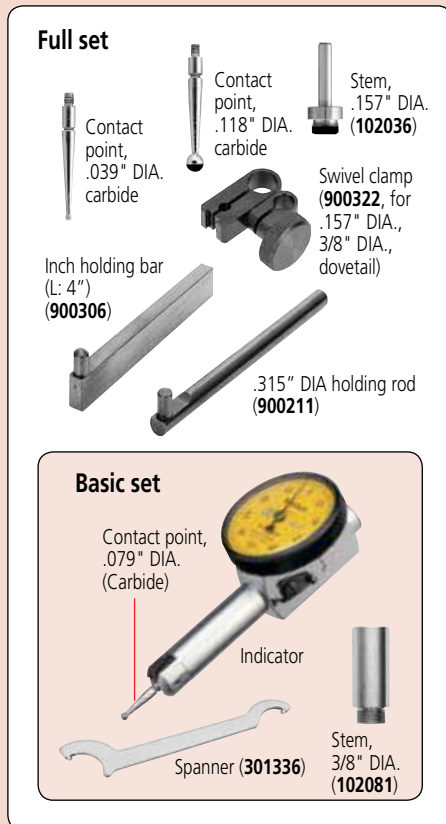 Full set
Contact
point,
.039" DIA.
carbide
Contact
point,
.118" DIA.
carbide
Stem,
.157" DIA.
(102036)
Swivel clamp
(900322, for
.157" DIA.,
3/8" DIA.,
dovetail)
Inch holding bar
(L: 4”)
(900306)
.315” DIA holding rod
(900211)
Basic set
Contact point,
.079" DIA.
(Carbide)
Indicator
Spanner (301336)
Stem,
3/8" DIA.
(102081)